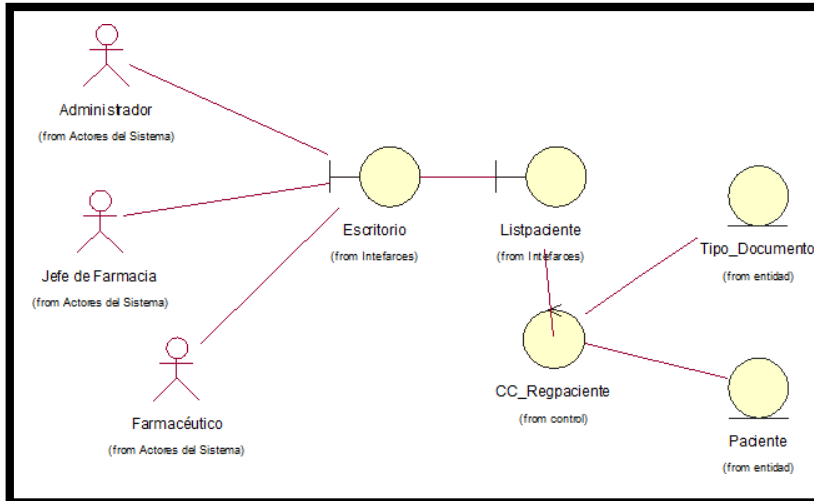 Administrador
(from Actores del Sistema)
Jefe de Farmacia
(from Actores del Sistema)
Farmacéutico
(from Actores del Sistema)
Escritorio
(from Intefarces)
Listpaciente
(from Intefarces)
Tipo_Documento
(from entidad)
CC_Regpaciente
(from control)
Paciente
(from entidad)